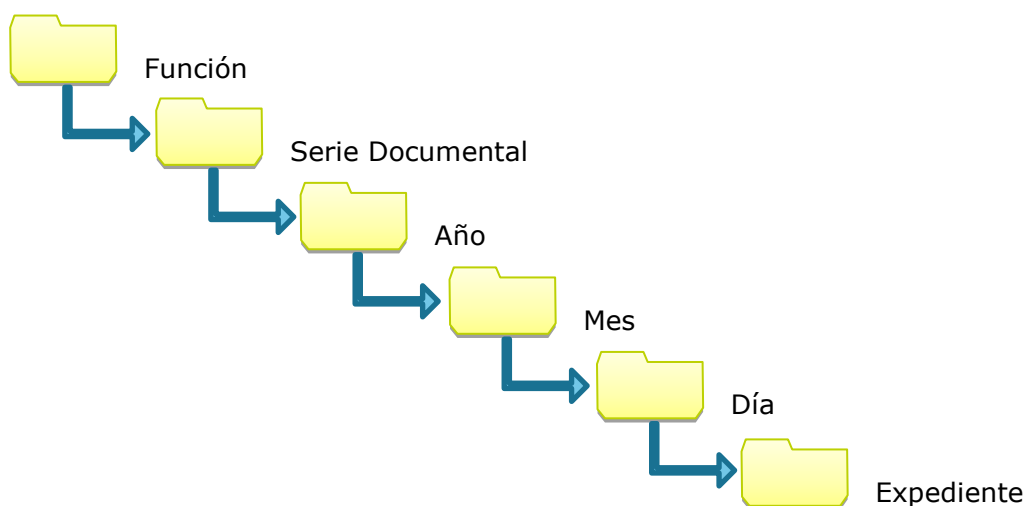 Función
Serie Documental
Año
Mes
Día
Expediente